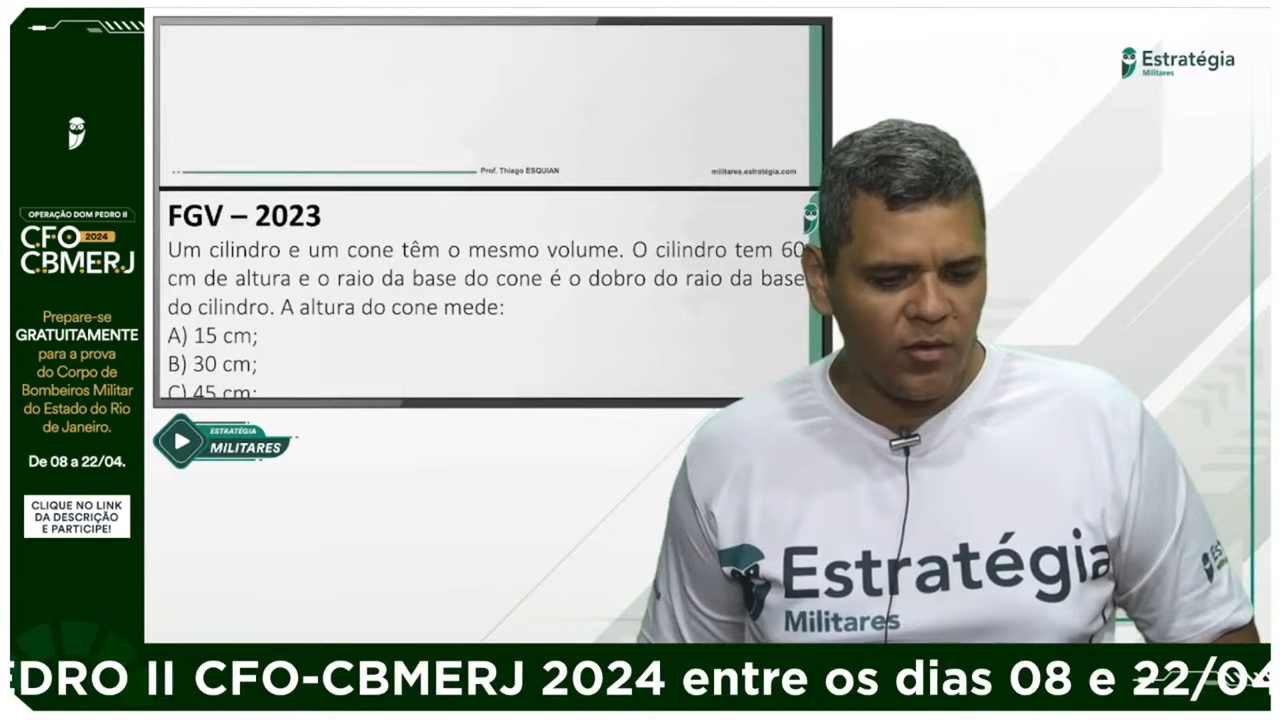 Estratégia
Militares
Prof. Thiago ESQUIAN
militares.estratégia.com
FGV – 2023
Um cilindro e um cone têm o mesmo volume. O cilindro tem 60
cm de altura e o raio da base do cone é o dobro do raio da base
do cilindro. A altura do cone mede:
A) 15 cm;
B) 30 cm;
C) 45 cm;
ESTRATÉGIA
MILITARES
OPERAÇÃO DOM PEDRO II
CFO 2024
CBMERJ
Prepare-se
GRATUITAMENTE
para a prova
do Corpo de
Bombeiros Militar
do Estado do Rio
de Janeiro.
De 08 a 22/04.
CLIQUE NO LINK
DA DESCRIÇÃO
E PARTICIPE!
Estratégia
Militares
EDRO II CFO-CBMERJ 2024 entre os dias 08 e 22/04